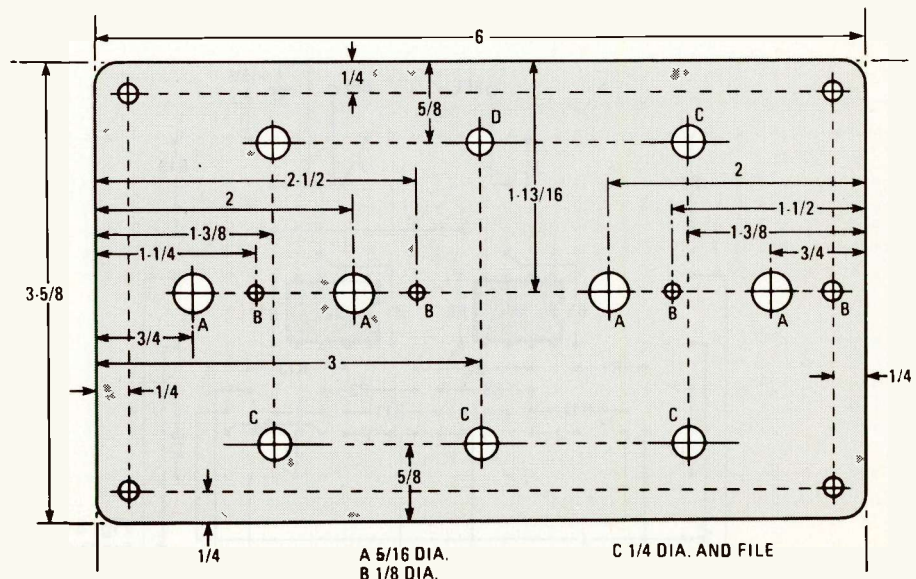 6
1/4
5/8
D
C
2-1/2
2
1-13/16
2
1-1/2
1-3/8
1-3/8
1-1/4
3/4
3-5/8
A
B
A
B
A
B
A
B
3/4
3
1/4
1/4
C
C
C
5/8
1/4
A 5/16 DIA.
C 1/4 DIA. AND FILE
B 1/8 DIA.